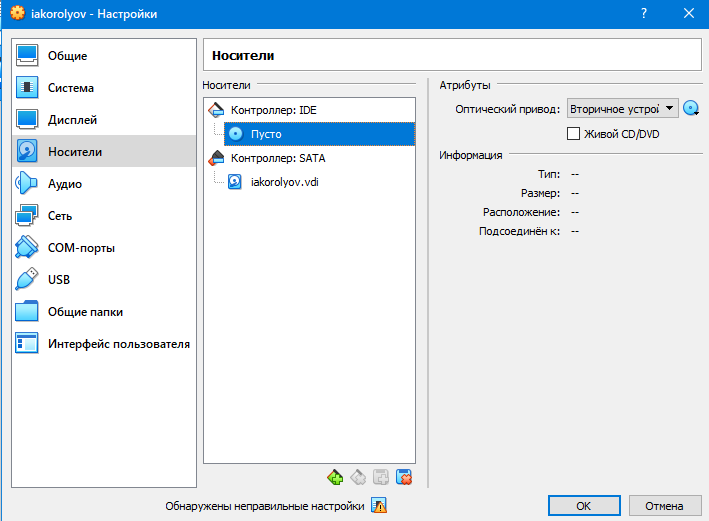 iakorolyov - Настройки
?
Общие
Система
Дисплей
Носители
Аудио
Сеть
COM-порты
USB
Общие папки
Интерфейс пользователя
Носители
Носители
Контроллер: IDE
Пусто
Контроллер: SATA
iakorolyov.vdi
Атрибуты
Оптический привод: Вторичное устрой
Живой CD/DVD
Информация
Тип: --
Размер: --
Расположение: --
Подсоединён к: --
Обнаружены неправильные настройки
OK
Отмена